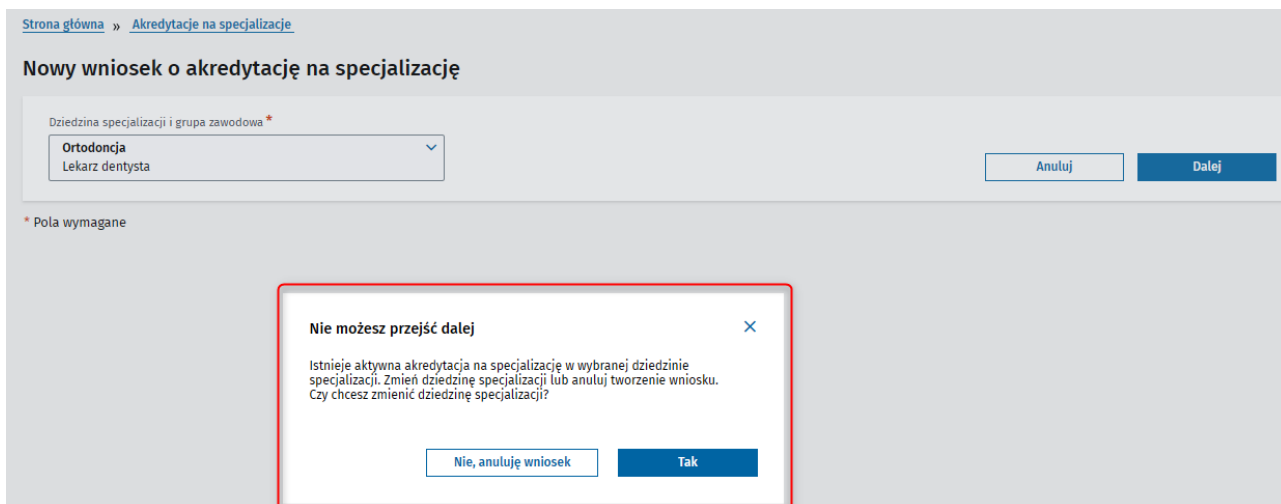 Strona główna » Akredytacje na specjalizacje
Nowy wniosek o akredytację na specjalizację
Dziedzina specjalizacji i grupa zawodowa *
Ortodoncja
Lekarz dentysta
Anuluj Dalej
* Pola wymagane
Nie możesz przejść dalej
Istnieje aktywna akredytacja na specjalizację w wybranej dziedzinie
specjalizacji. Zmień dziedzinę specjalizacji lub anuluj tworzenie wniosku.
Czy chcesz zmienić dziedzinę specjalizacji?
Nie, anuluję wniosek Tak